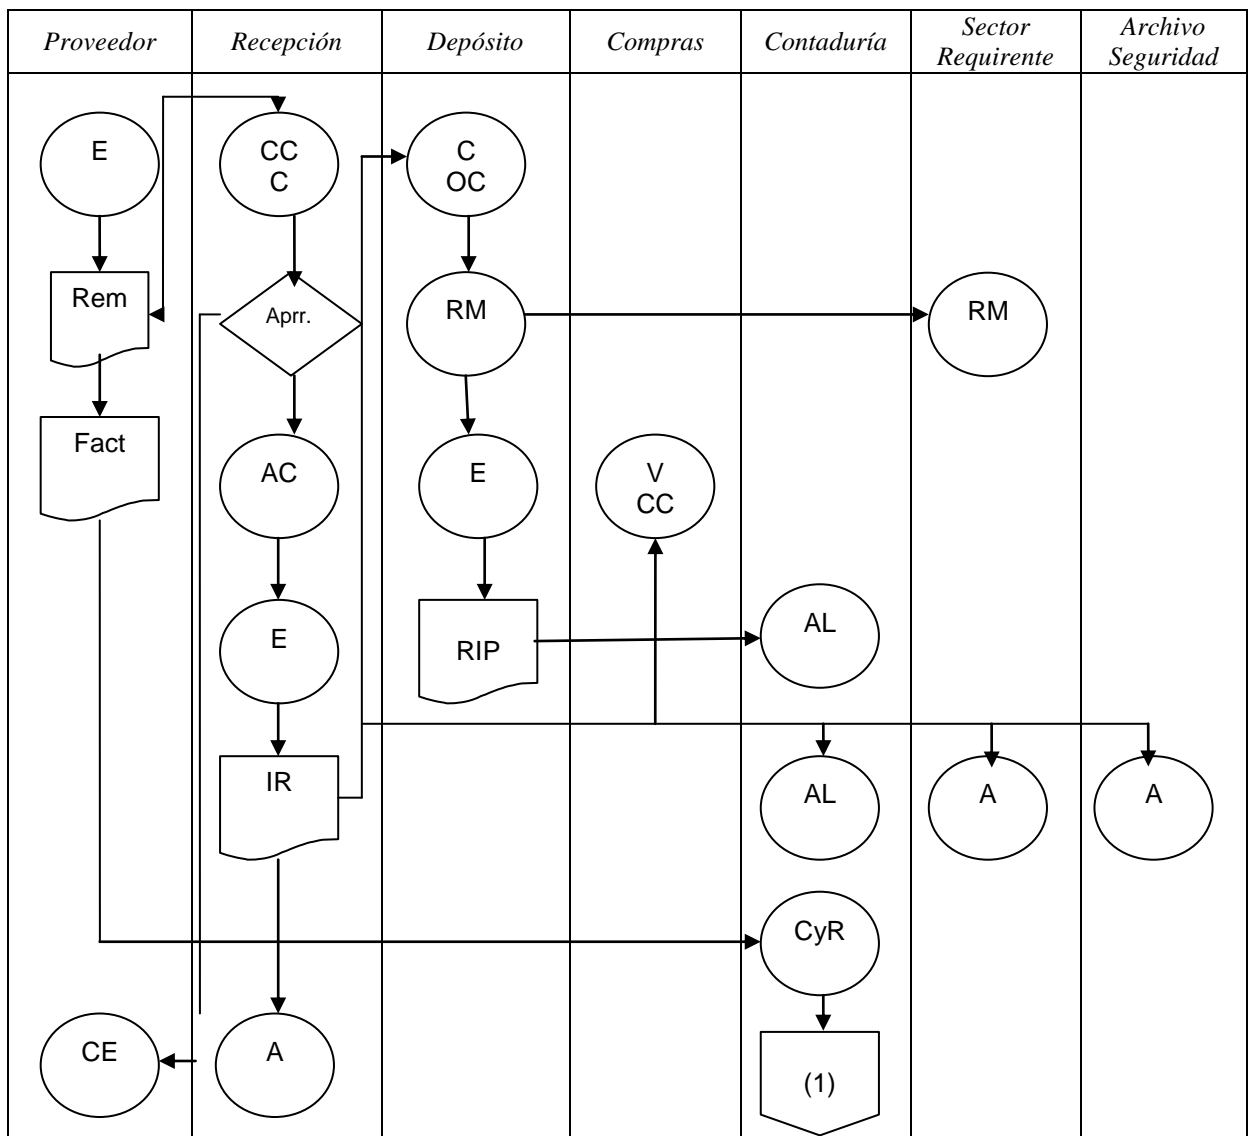 Proveedor
Recepción
Depósito
Compras
Contaduría
Sector
Requirente
Archivo
Seguridad
E
CC
C
C
OC
Rem
Aprr.
RM
RM
Fact
AC
E
V
CC
E
RIP
AL
IR
AL
A
A
CyR
CE
A
(1)